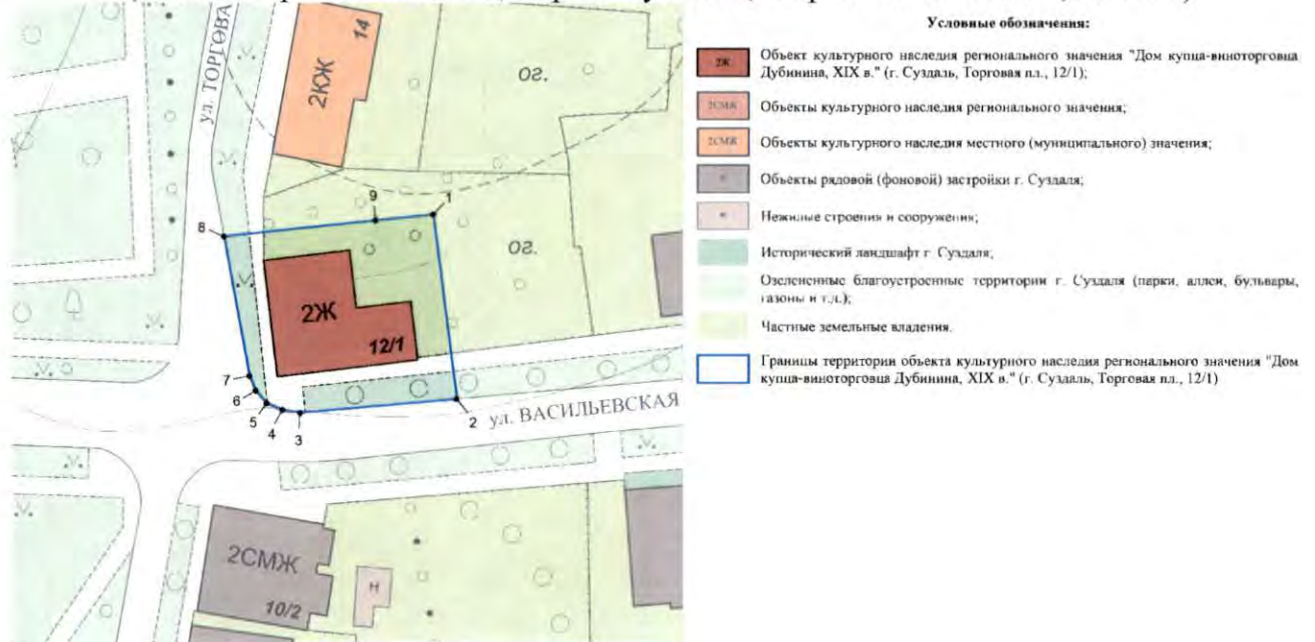 Условные обозначения:
2Ж Объект культурного наследия регионального значения "Дом купца-виноторговца
Дубинина, XIX в." (г. Суздаль, Торговая пл., 12/1);
2СМЖ Объекты культурного наследия регионального значения;
2СМЖ Объекты культурного наследия местного (муниципального) значения;
Объекты рядовой (фоновой) застройки г. Суздаля;
н Нежилые строения и сооружения;
Исторический ландшафт г. Суздаля;
Озелененные благоустроенные территории г. Суздаля (парки, аллеи, бульвары,
газоны и т.д.);
Частные земельные владения.
Границы территории объекта культурного наследия регионального значения "Дом
купца-виноторговца Дубинина, XIX в." (г. Суздаль, Торговая пл., 12/1)
ул. ТОРГОВА
2КЖ
14
ог.
9
1
8
ог.
2Ж
12/1
7
6
5
4
3
2
ул. ВАСИЛЬЕВСКАЯ
2СМЖ
н
10/2